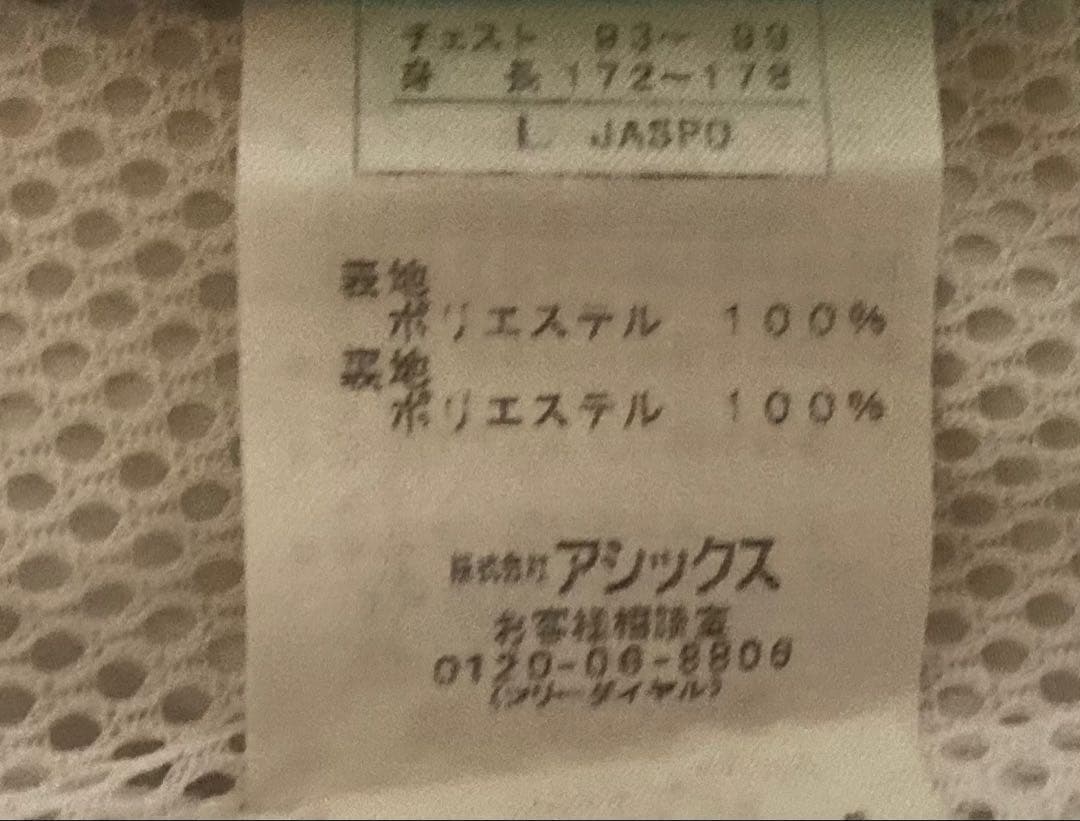 チェスト 93～ 99
身 長 172～178
L JASPO
表地
ポリエステル 100%
裏地
ポリエステル 100%
株式会社アシックス
お客様相談室
0120-06-8806
(フリーダイヤル)